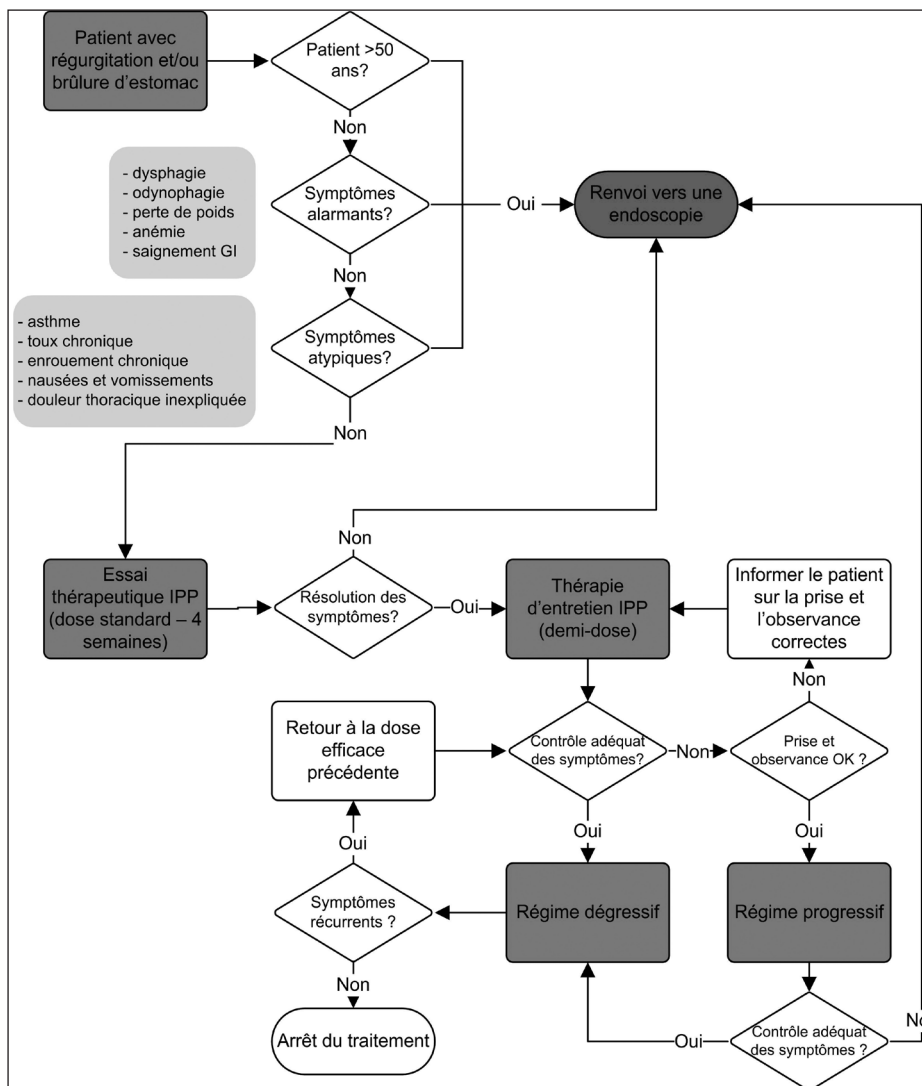 Patient avec
régurgitation et/ou
brûlure d’estomac
Patient >50
ans?
Non
- dysphagie
- odynophagie
- perte de poids
- anémie
- saignement GI
Symptômes
alarmants?
Oui
Renvoi vers une
endoscopie
Non
- asthme
- toux chronique
- enrouement chronique
- nausées et vomissements
- douleur thoracique inexpliquée
Symptômes
atypiques?
Non
Essai
thérapeutique IPP
(dose standard – 4
semaines)
Non
Résolution des
symptômes?
Oui
Thérapie
d’entretien IPP
(demi-dose)
Informer le patient
sur la prise et
l’observance
correctes
Non
Retour à la dose
efficace
précédente
Contrôle adéquat
des symptômes?
Non
Prise et
observance OK ?
Oui
Oui
Oui
Symptômes
récurrents ?
Régime dégressif
Régime progressif
Non
Arrêt du traitement
Oui
Contrôle adéquat
des symptômes ?